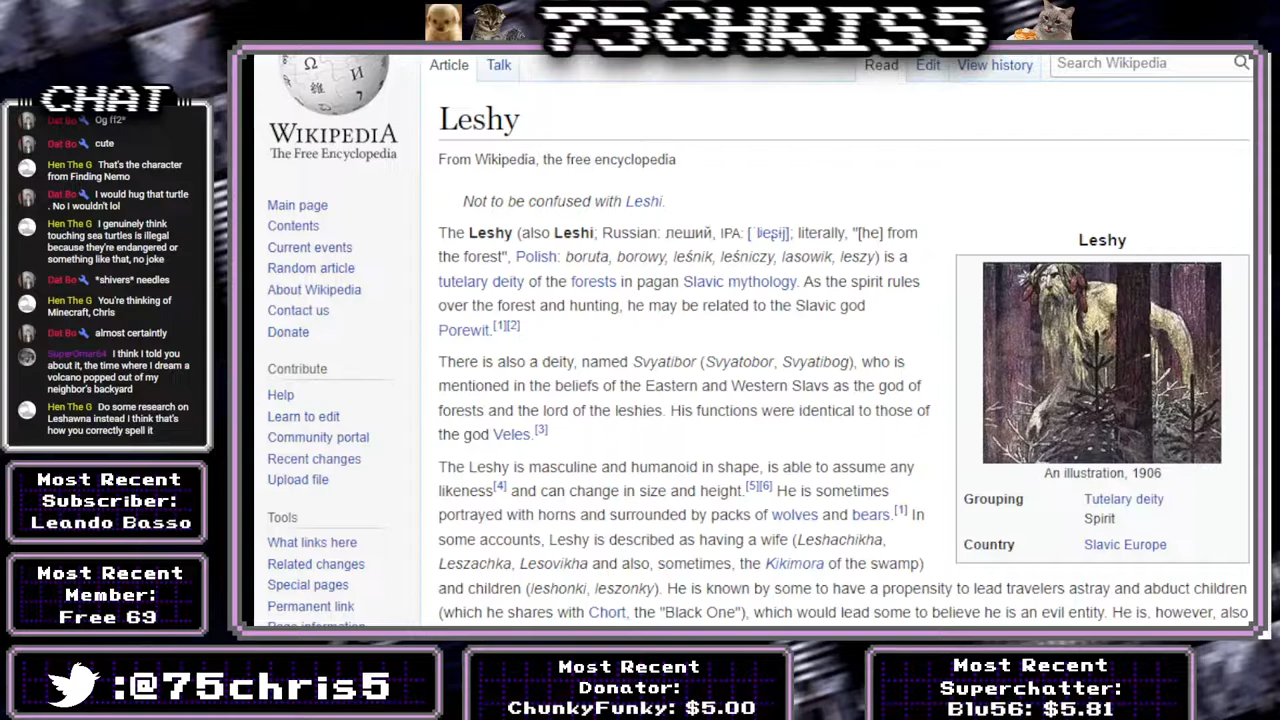 75CHRIS5
CHAT
Dat Bo Og ff2*
Dat Bo cute
Hen The G That's the character
from Finding Nemo
Dat Bo I would hug that turtle
. No I wouldn't lol
Hen The G I genuinely think
touching sea turtles is illegal
because they're endangered or
something like that, no joke
Dat Bo *shivers* needles
Hen The G You're thinking of
Minecraft, Chris
Dat Bo almost certainly
SuperOmar64 I think I told you
about it, the time where I dream a
volcano popped out of my
neighbor's backyard
Hen The G Do some research on
Leshawna instead I think that's
how you correctly spell it
Most Recent
Subscriber:
Leando Basso
Most Recent
Member:
Free 69
WIKIPEDIA
The Free Encyclopedia
Main page
Contents
Current events
Random article
About Wikipedia
Contact us
Donate
Contribute
Help
Learn to edit
Community portal
Recent changes
Upload file
Tools
What links here
Related changes
Special pages
Permanent link
Page information
Article Talk Read Edit View history Search Wikipedia
Leshy
From Wikipedia, the free encyclopedia
Not to be confused with Leshi.
The Leshy (also Leshi; Russian: леший, IPA: [ˈlʲeʂɨj]; literally, "[he] from
the forest", Polish: boruta, borowy, leśnik, leśniczy, lasowik, leszy) is a
tutelary deity of the forests in pagan Slavic mythology. As the spirit rules
over the forest and hunting, he may be related to the Slavic god
Porewit.[1][2]
There is also a deity, named Svyatibor (Svyatobor, Svyatibog), who is
mentioned in the beliefs of the Eastern and Western Slavs as the god of
forests and the lord of the leshies. His functions were identical to those of
the god Veles.[3]
The Leshy is masculine and humanoid in shape, is able to assume any
likeness[4] and can change in size and height.[5][6] He is sometimes
portrayed with horns and surrounded by packs of wolves and bears.[1] In
some accounts, Leshy is described as having a wife (Leshachikha,
Leszachka, Lesovikha and also, sometimes, the Kikimora of the swamp)
and children (leshonki, leszonky). He is known by some to have a propensity to lead travelers astray and abduct children
(which he shares with Chort, the "Black One"), which would lead some to believe he is an evil entity. He is, however, also
Leshy
An illustration, 1906
Grouping Tutelary deity
Spirit
Country Slavic Europe
:@75chris5
Most Recent
Donator:
ChunkyFunky: $5.00
Most Recent
Superchatter:
Blu56: $5.81